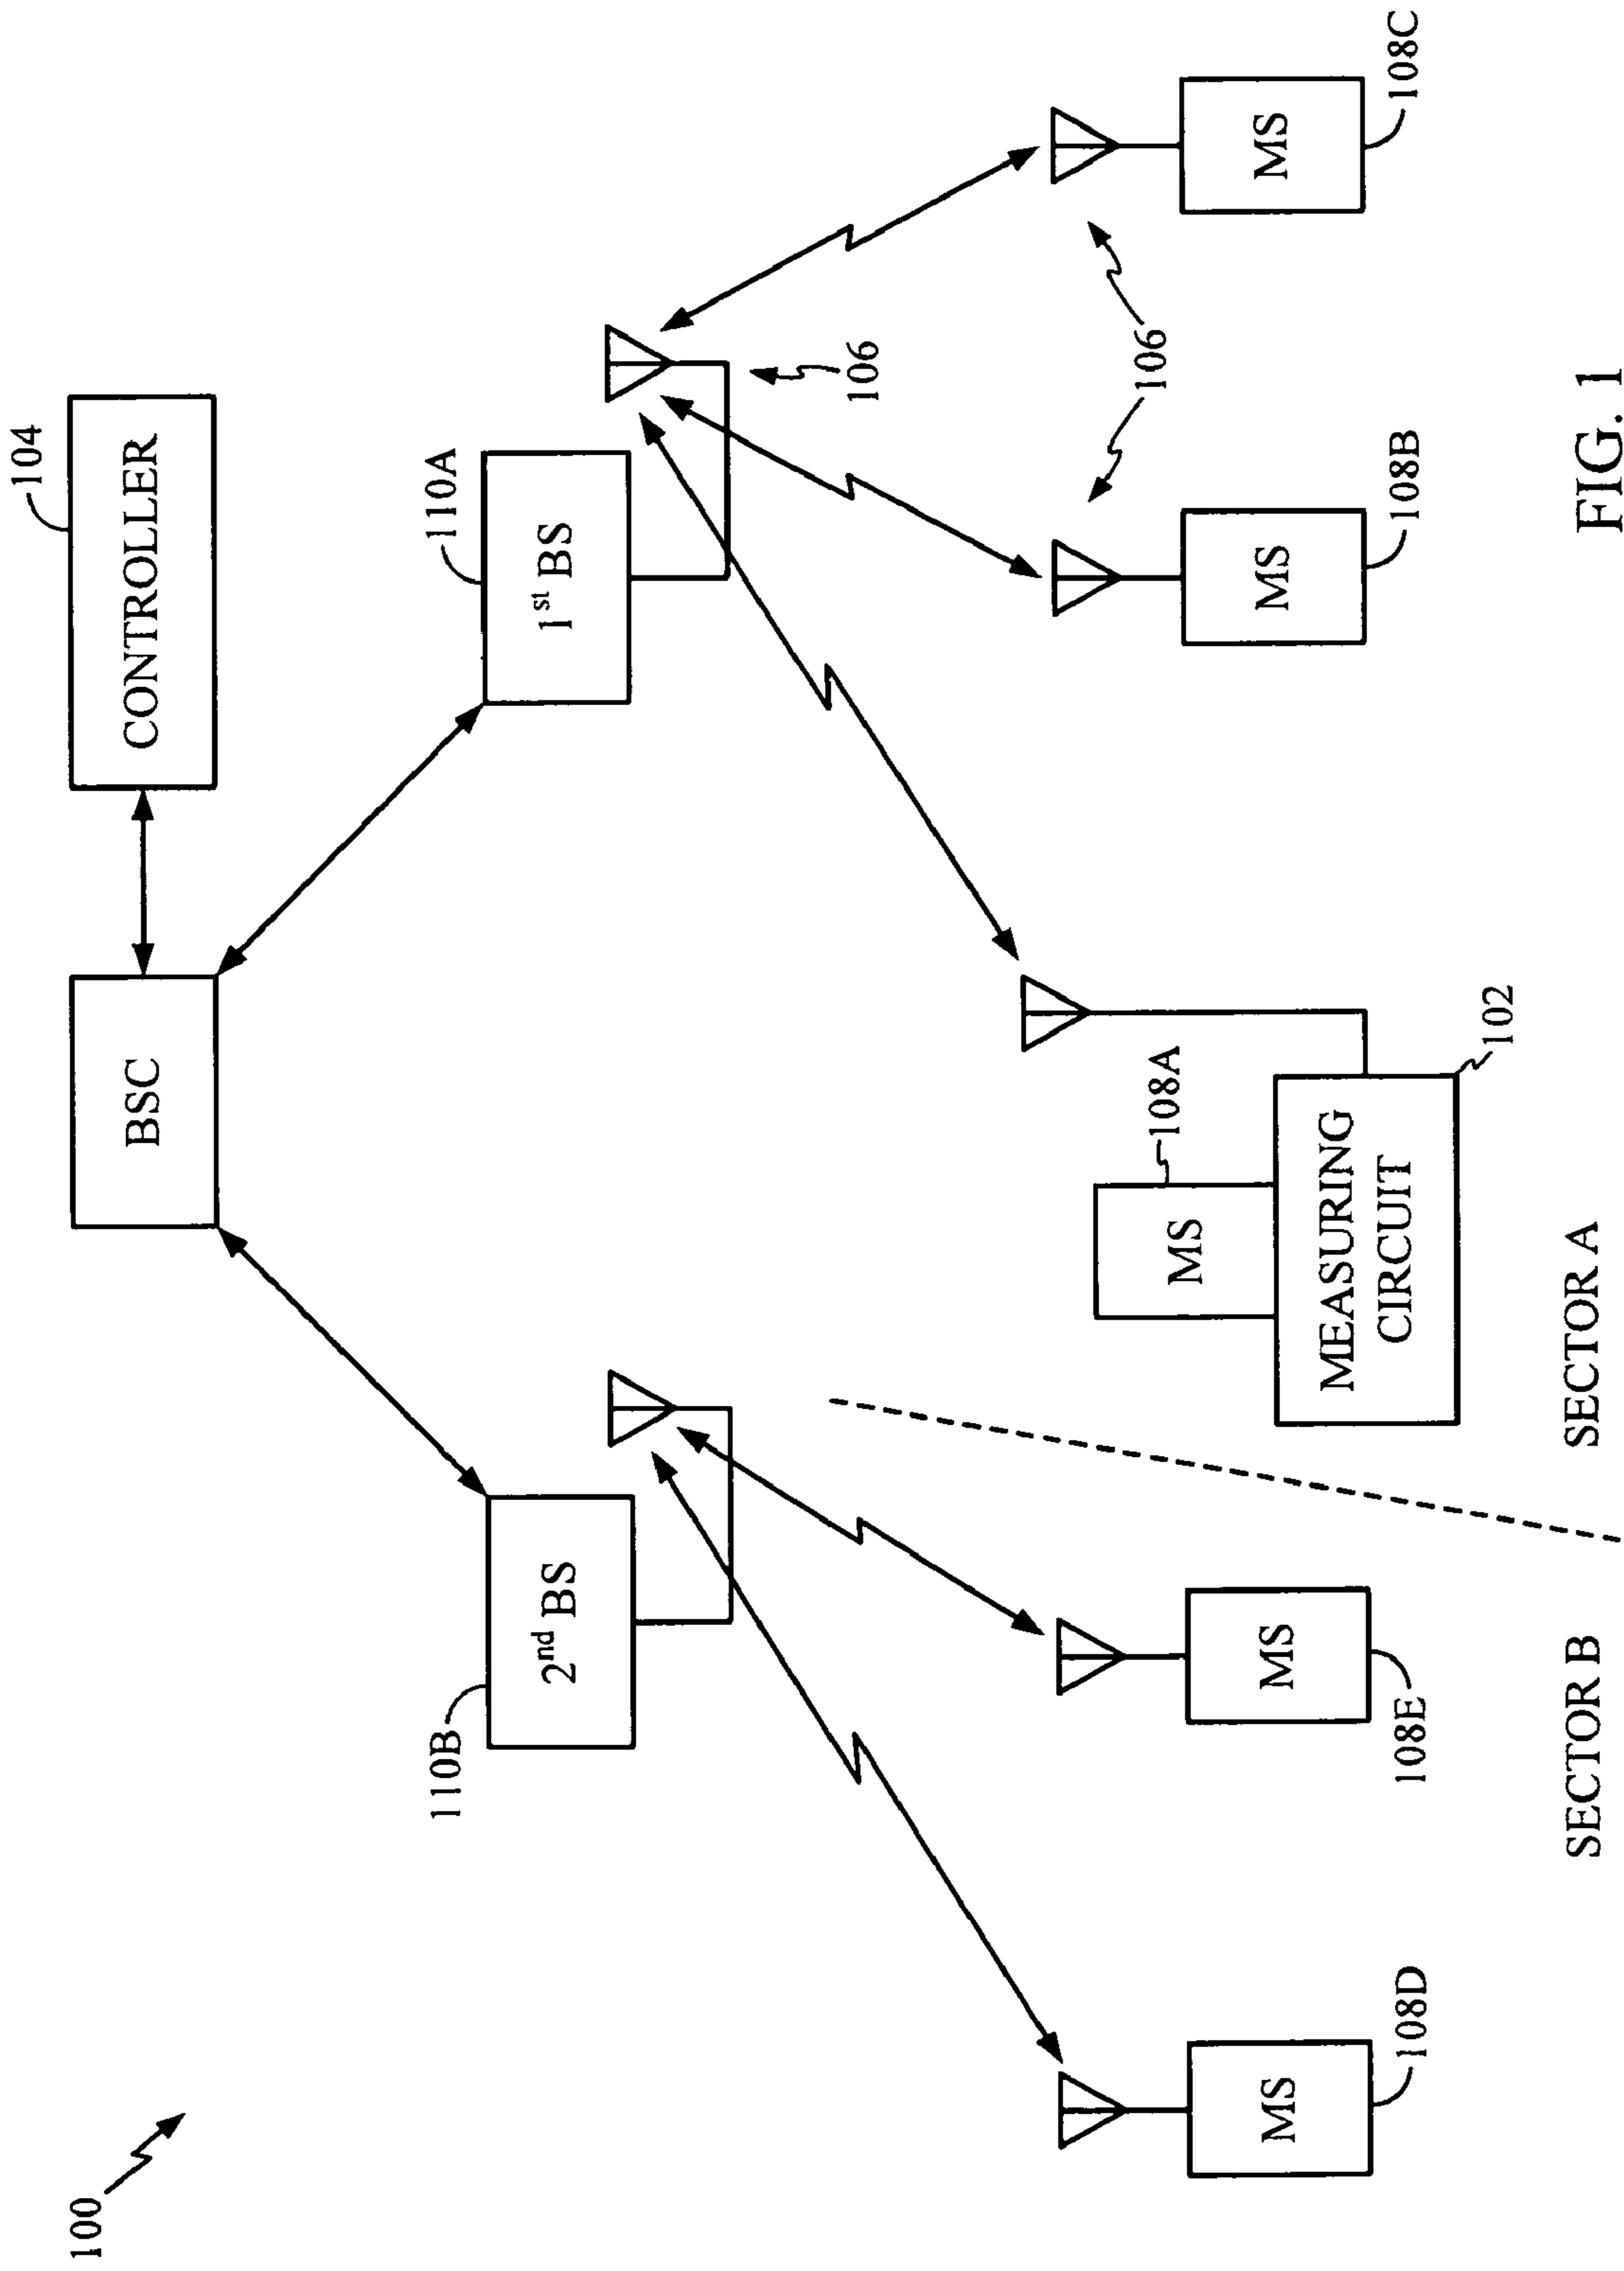 100
BSC
CONTROLLER
104
2nd BS
110B
1st BS
110A
106
106
MS
108D
MS
108E
MS
108A
MEASURING
CIRCUIT
102
MS
108B
MS
108C
SECTOR B
SECTOR A
FIG. 1